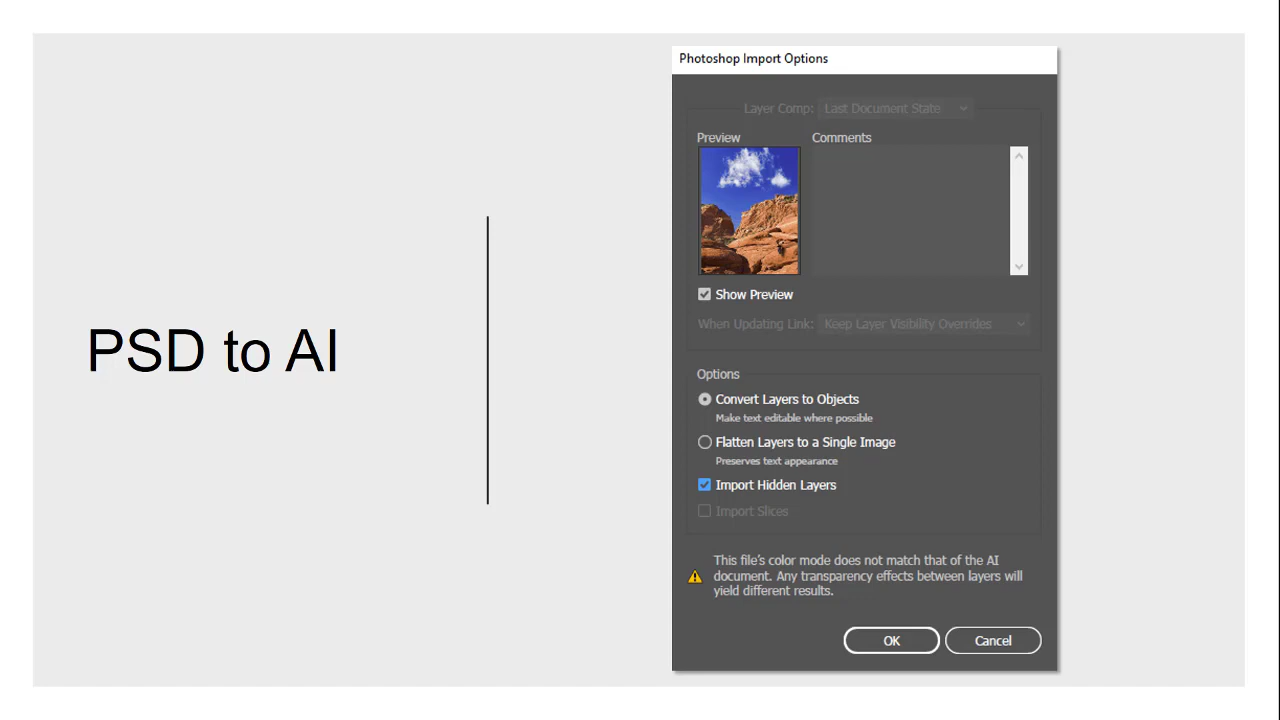 PSD to AI
Photoshop Import Options
Layer Comp: Last Document State
Preview
Comments
Show Preview
When Updating Link: Keep Layer Visibility Overrides
Options
Convert Layers to Objects
Make text editable where possible
Flatten Layers to a Single Image
Preserves text appearance
Import Hidden Layers
Import Slices
This file's color mode does not match that of the AI
document. Any transparency effects between layers will
yield different results.
OK
Cancel